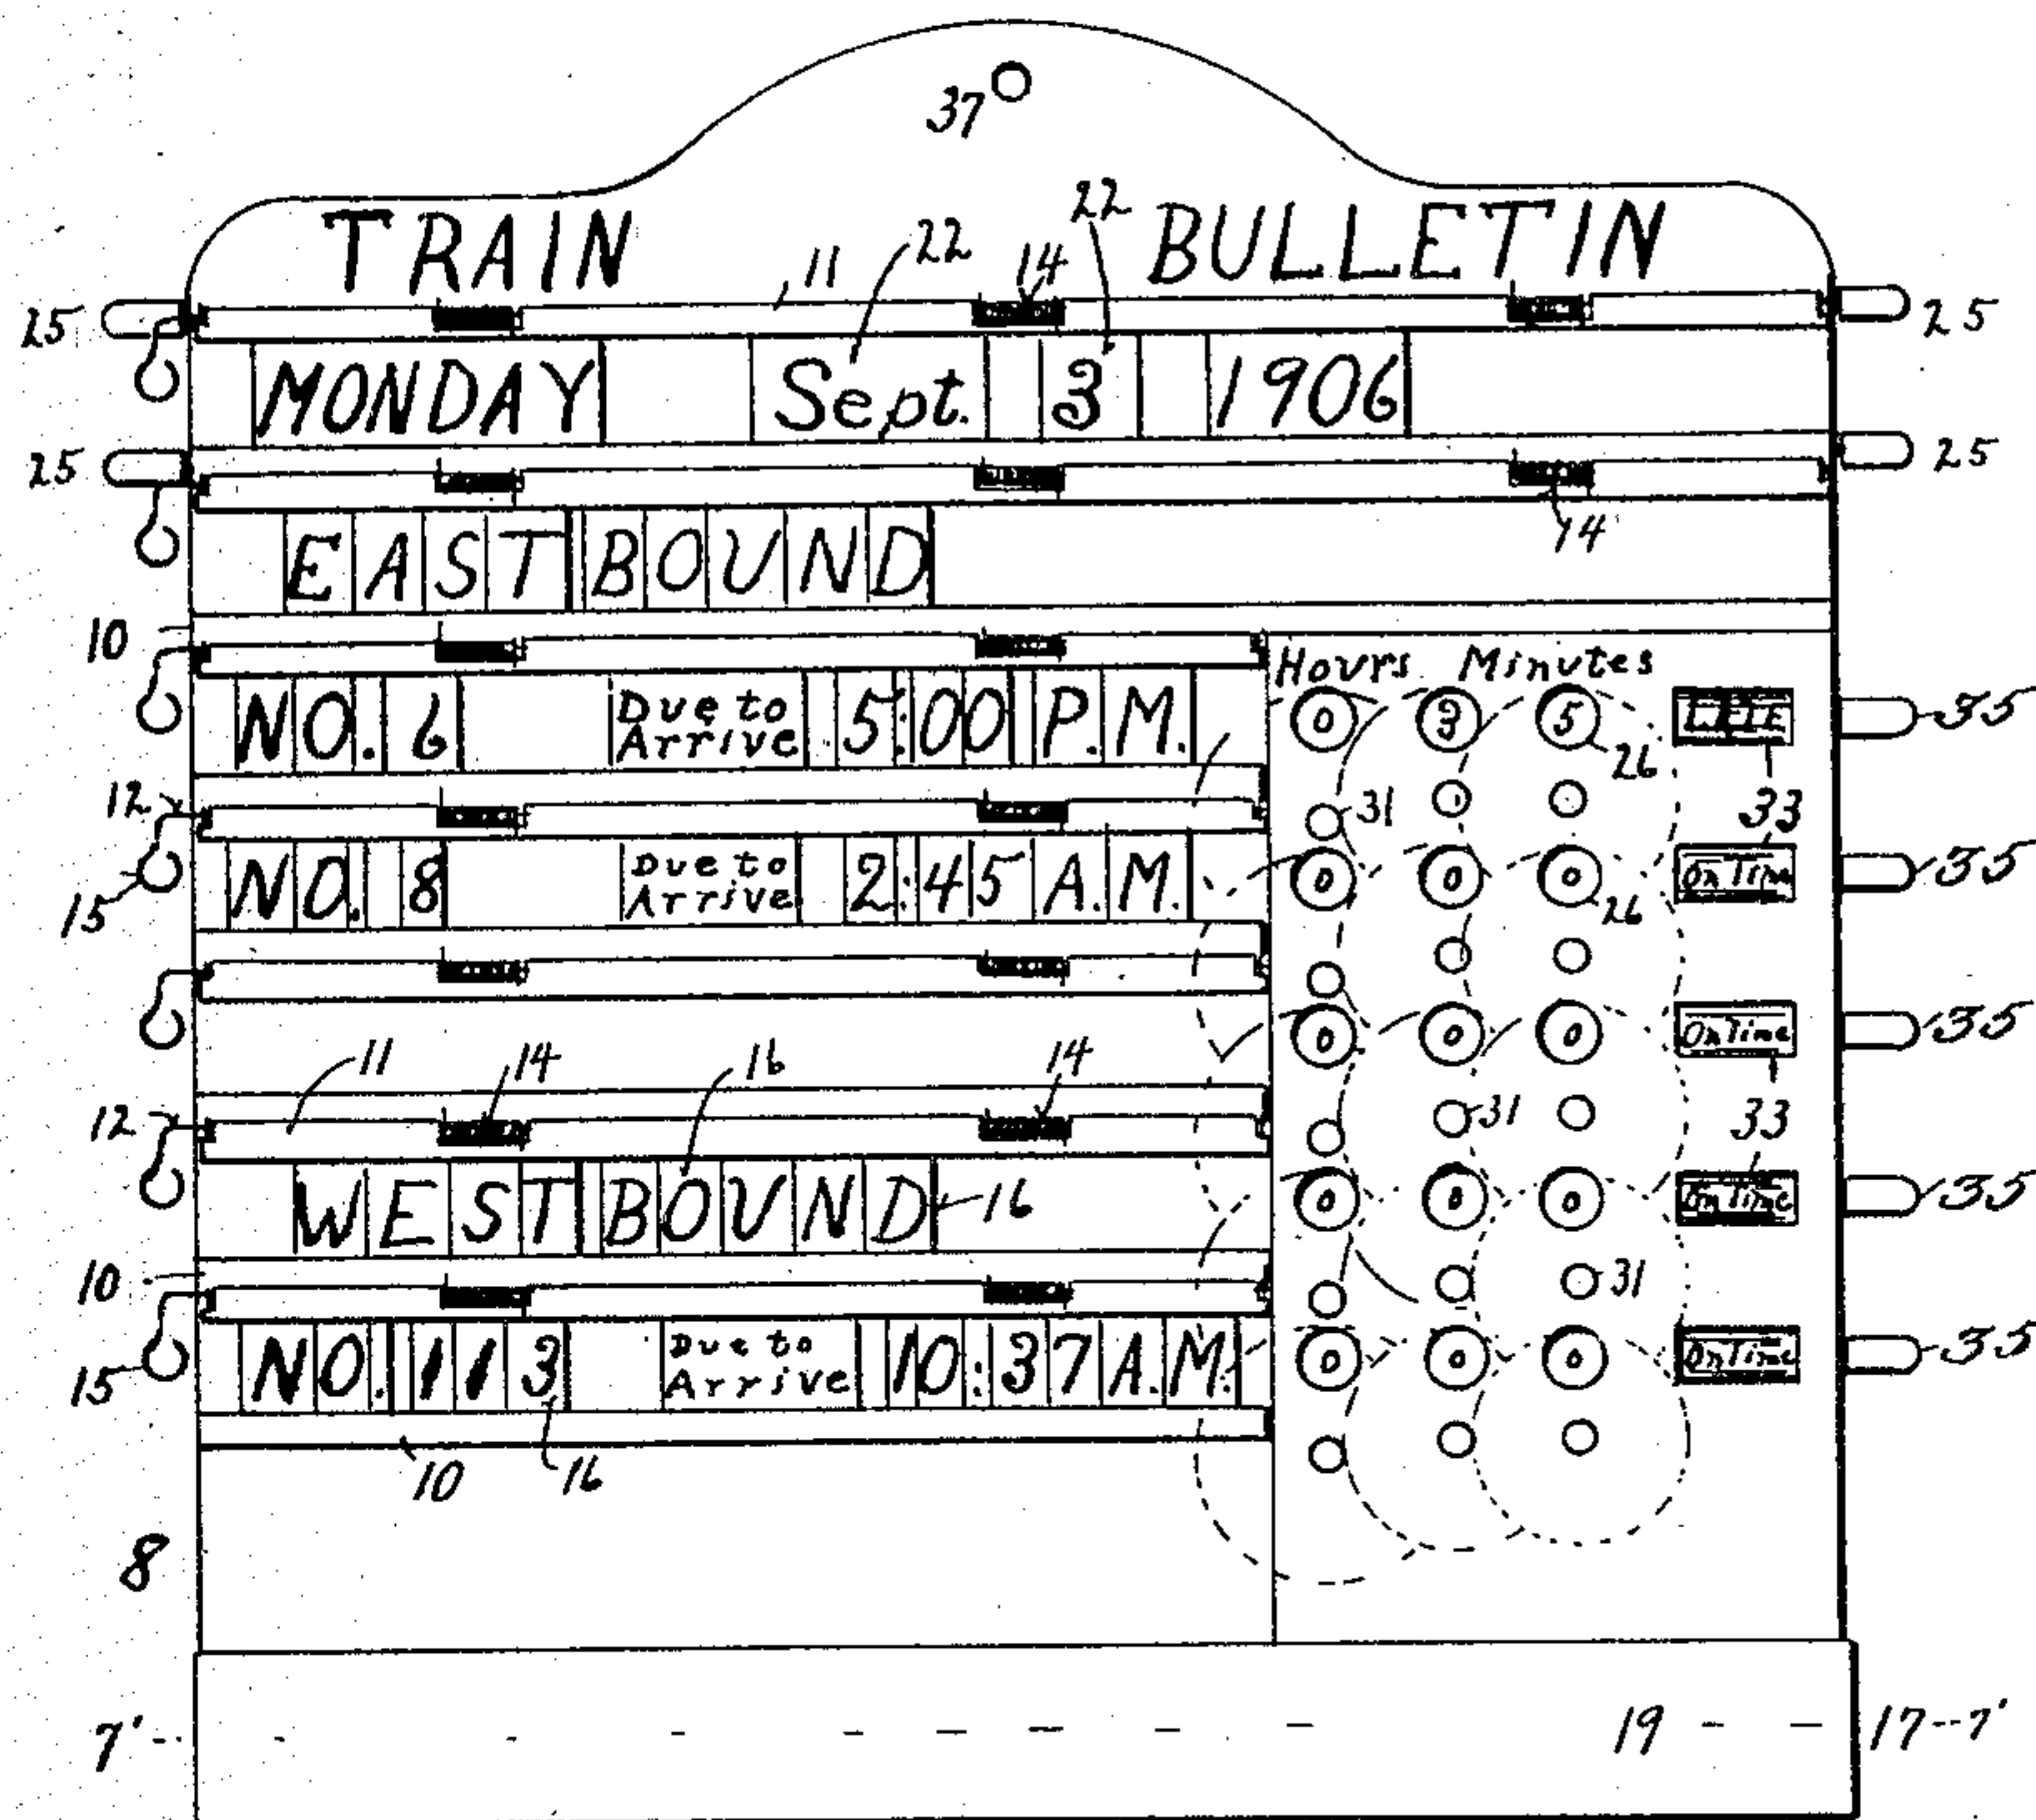 37
TRAIN 11 22 14 22 BULLETIN
25 25
MONDAY Sept. 3 1906
25 25
14
EAST BOUND
10
Hours Minutes
NO. 6 Due to Arrive 5:00 P.M. 0 3 5 LATE 35
26
12 31 33
NO. 8 Due to Arrive 2:45 A.M. 0 0 0 On Time 35
15 26
0 0 0 On Time 35
11 14 16 14
12 31 33
WEST BOUND 16 0 0 0 On Time 35
10 31
NO. 113 Due to Arrive 10:37 A.M. 0 0 0 On Time 35
15
10 16
8
7' 19 17 7'